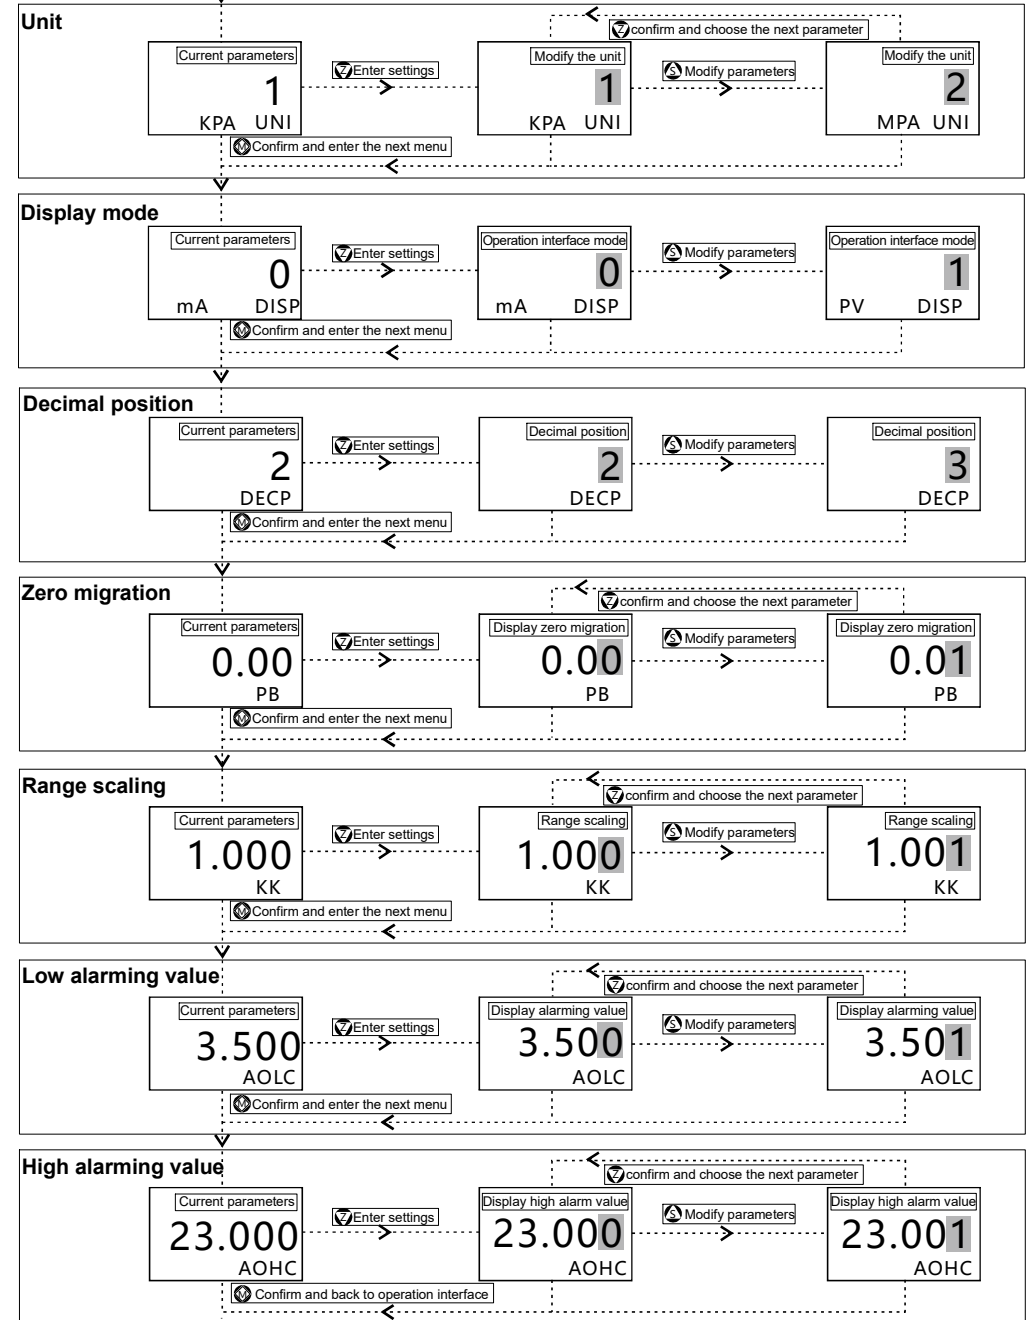 Unit
Z confirm and choose the next parameter
Current parameters
Modify the unit
Modify the unit
Z Enter settings
S Modify parameters
1
1
2
KPA UNI
KPA UNI
MPA UNI
M Confirm and enter the next menu
Display mode
Current parameters
Operation interface mode
Operation interface mode
Z Enter settings
S Modify parameters
0
0
1
mA DISP
mA DISP
PV DISP
M Confirm and enter the next menu
Decimal position
Current parameters
Decimal position
Decimal position
Z Enter settings
S Modify parameters
2
2
3
DECP
DECP
DECP
M Confirm and enter the next menu
Zero migration
Z confirm and choose the next parameter
Current parameters
Display zero migration
Display zero migration
Z Enter settings
S Modify parameters
0.00
0.00
0.01
PB
PB
PB
M Confirm and enter the next menu
Range scaling
Z confirm and choose the next parameter
Current parameters
Range scaling
Range scaling
Z Enter settings
S Modify parameters
1.000
1.000
1.001
KK
KK
KK
M Confirm and enter the next menu
Low alarming value
Z confirm and choose the next parameter
Current parameters
Display alarming value
Display alarming value
Z Enter settings
S Modify parameters
3.500
3.500
3.501
AOLC
AOLC
AOLC
M Confirm and enter the next menu
High alarming value
Z confirm and choose the next parameter
Current parameters
Display high alarm value
Display high alarm value
Z Enter settings
S Modify parameters
23.000
23.000
23.001
AOHC
AOHC
AOHC
M Confirm and back to operation interface